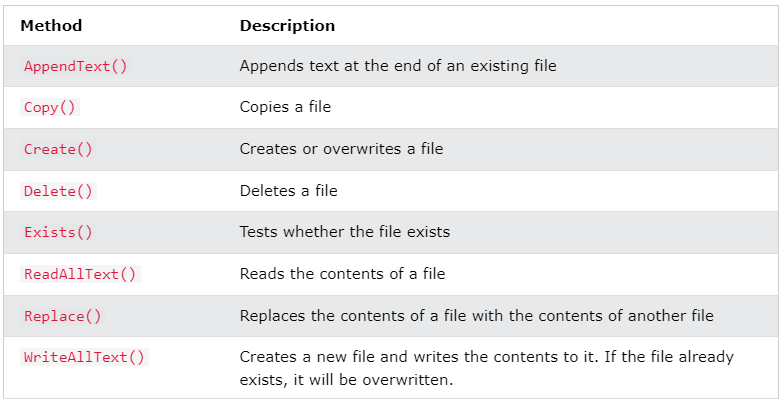 Method Description
AppendText() Appends text at the end of an existing file
Copy() Copies a file
Create() Creates or overwrites a file
Delete() Deletes a file
Exists() Tests whether the file exists
ReadAllText() Reads the contents of a file
Replace() Replaces the contents of a file with the contents of another file
WriteAllText() Creates a new file and writes the contents to it. If the file already
exists, it will be overwritten.